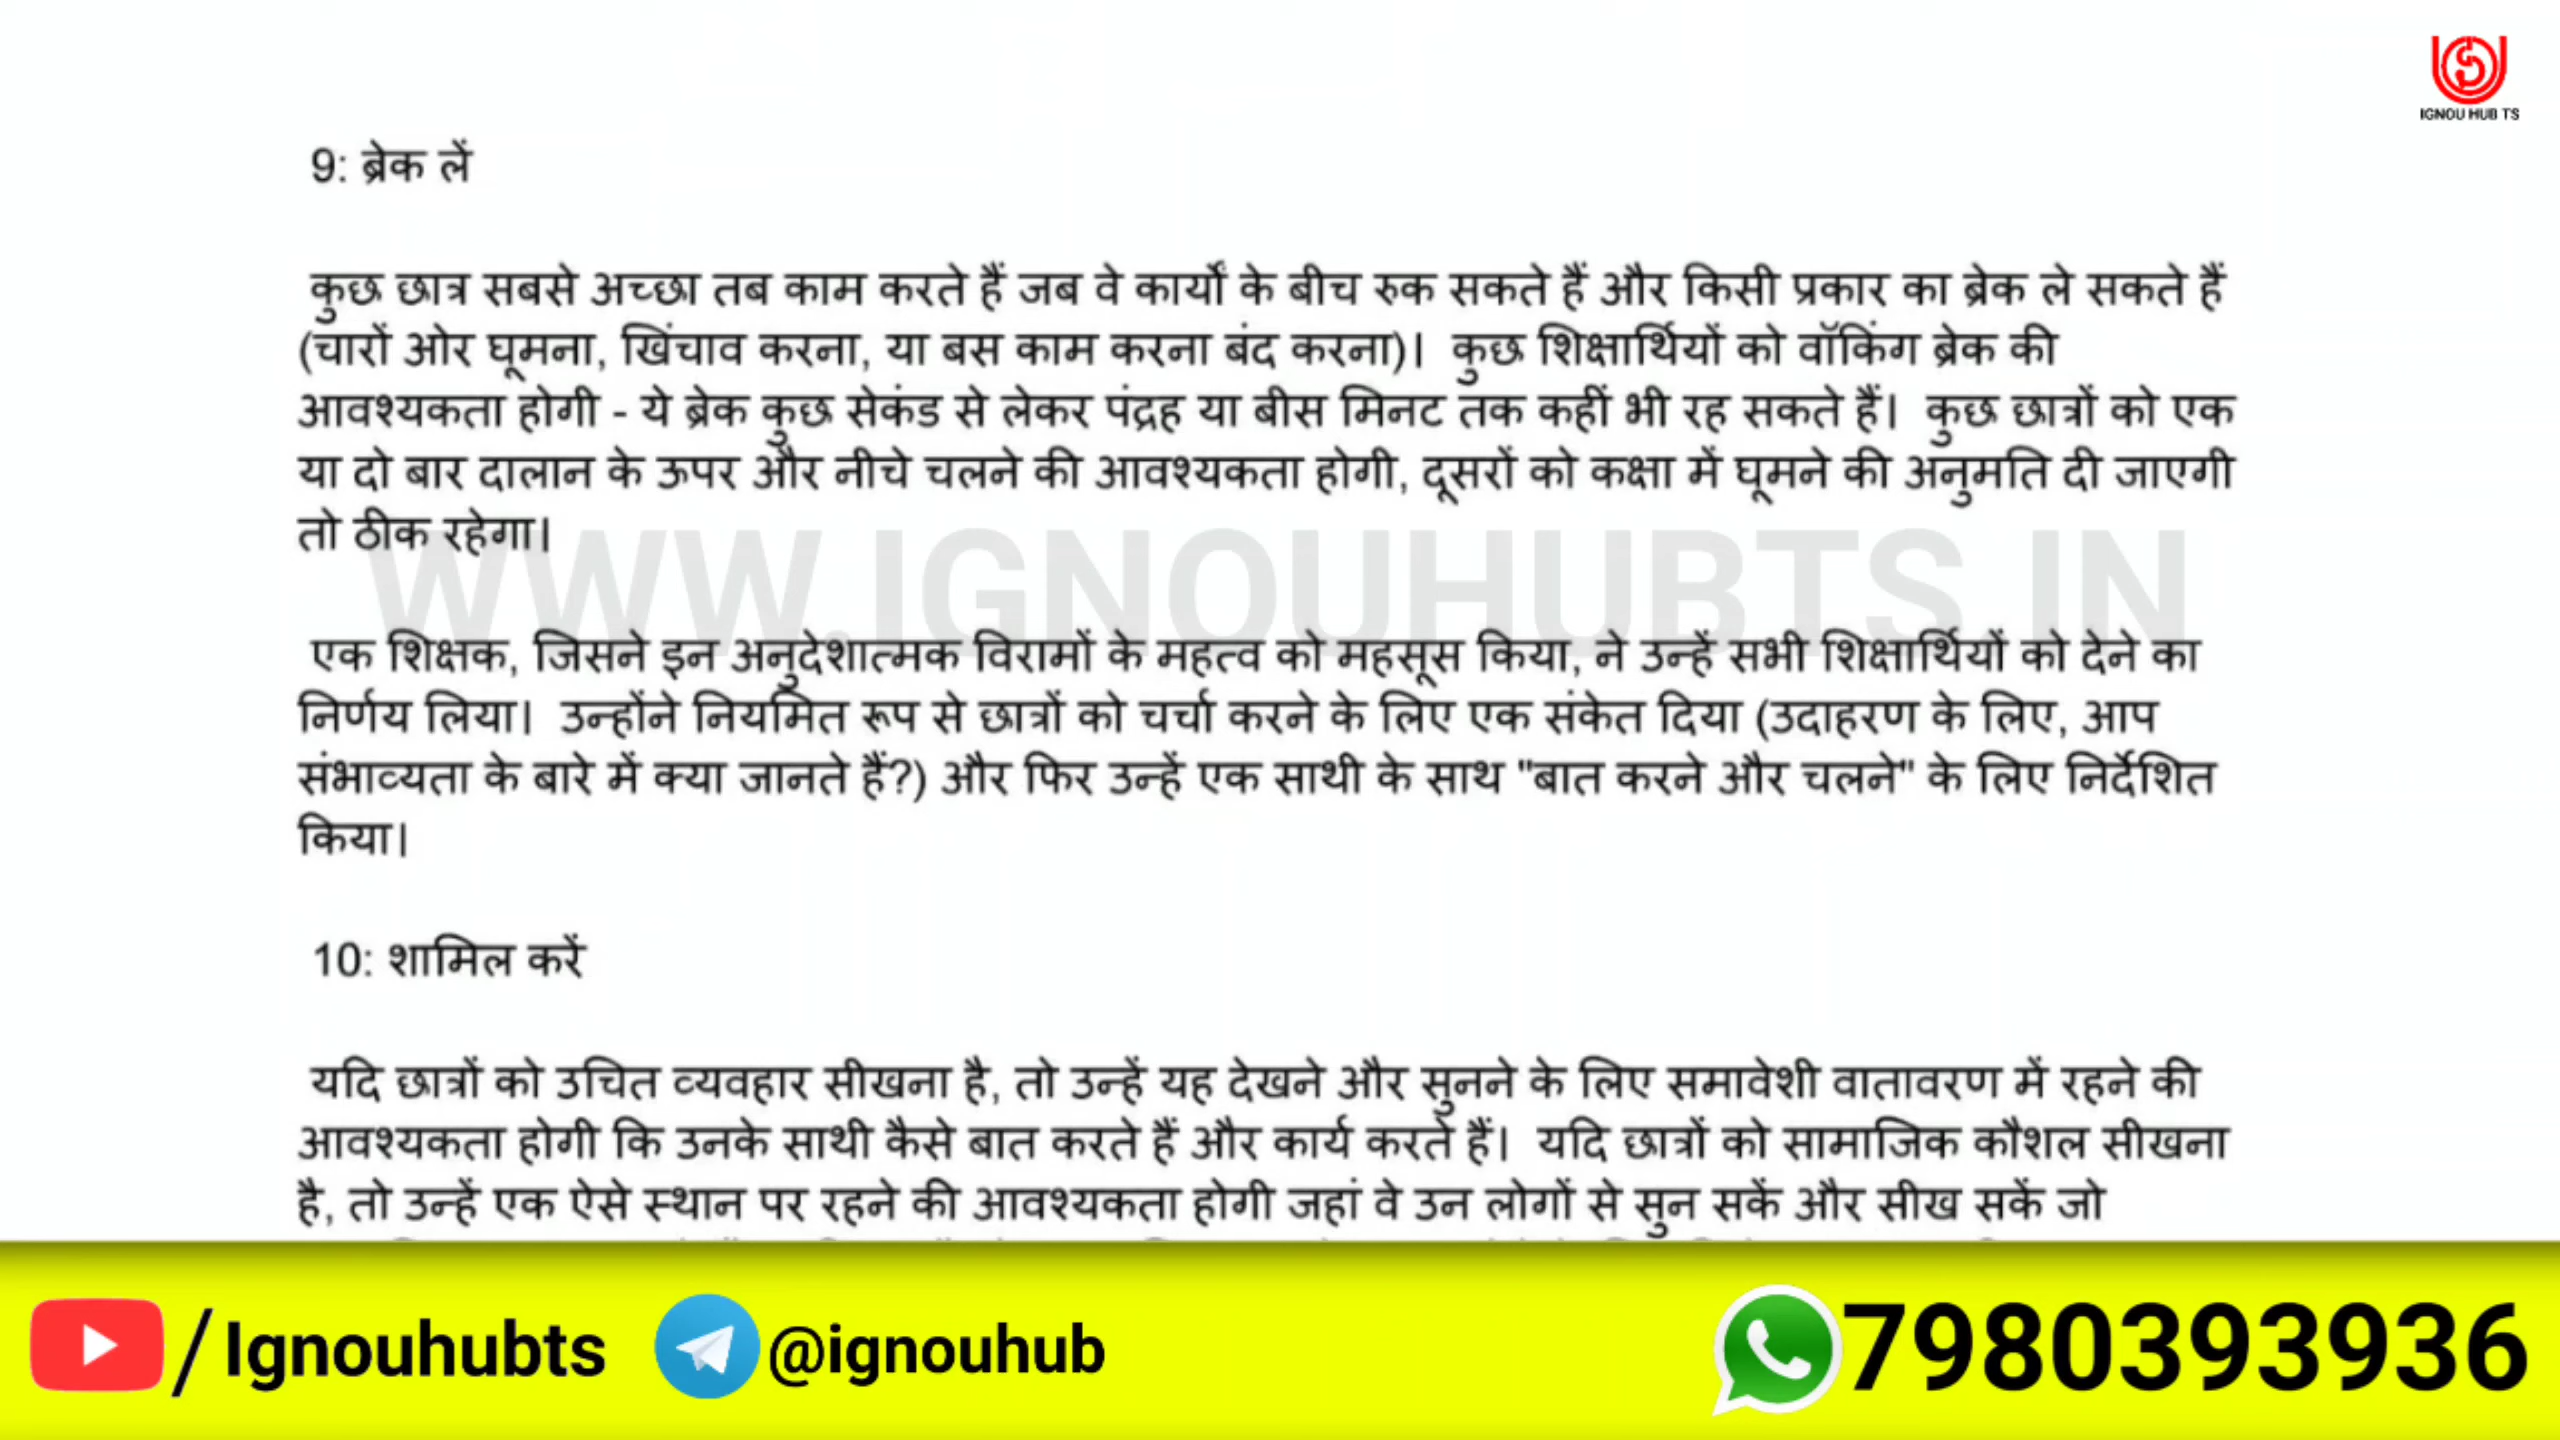 IGNOU HUB TS
9: ब्रेक लें
कुछ छात्र सबसे अच्छा तब काम करते हैं जब वे कार्यों के बीच रुक सकते हैं और किसी प्रकार का ब्रेक ले सकते हैं
(चारों ओर घूमना, खिंचाव करना, या बस काम करना बंद करना)। कुछ शिक्षार्थियों को वॉकिंग ब्रेक की
आवश्यकता होगी - ये ब्रेक कुछ सेकंड से लेकर पंद्रह या बीस मिनट तक कहीं भी रह सकते हैं। कुछ छात्रों को एक
या दो बार दालान के ऊपर और नीचे चलने की आवश्यकता होगी, दूसरों को कक्षा में घूमने की अनुमति दी जाएगी
तो ठीक रहेगा।
WWW.IGNOUHUBTS.IN
एक शिक्षक, जिसने इन अनुदेशात्मक विरामों के महत्व को महसूस किया, ने उन्हें सभी शिक्षार्थियों को देने का
निर्णय लिया। उन्होंने नियमित रूप से छात्रों को चर्चा करने के लिए एक संकेत दिया (उदाहरण के लिए, आप
संभाव्यता के बारे में क्या जानते हैं?) और फिर उन्हें एक साथी के साथ "बात करने और चलने" के लिए निर्देशित
किया।
10: शामिल करें
यदि छात्रों को उचित व्यवहार सीखना है, तो उन्हें यह देखने और सुनने के लिए समावेशी वातावरण में रहने की
आवश्यकता होगी कि उनके साथी कैसे बात करते हैं और कार्य करते हैं। यदि छात्रों को सामाजिक कौशल सीखना
है, तो उन्हें एक ऐसे स्थान पर रहने की आवश्यकता होगी जहां वे उन लोगों से सुन सकें और सीख सकें जो
/Ignouhubts @ignouhub 7980393936